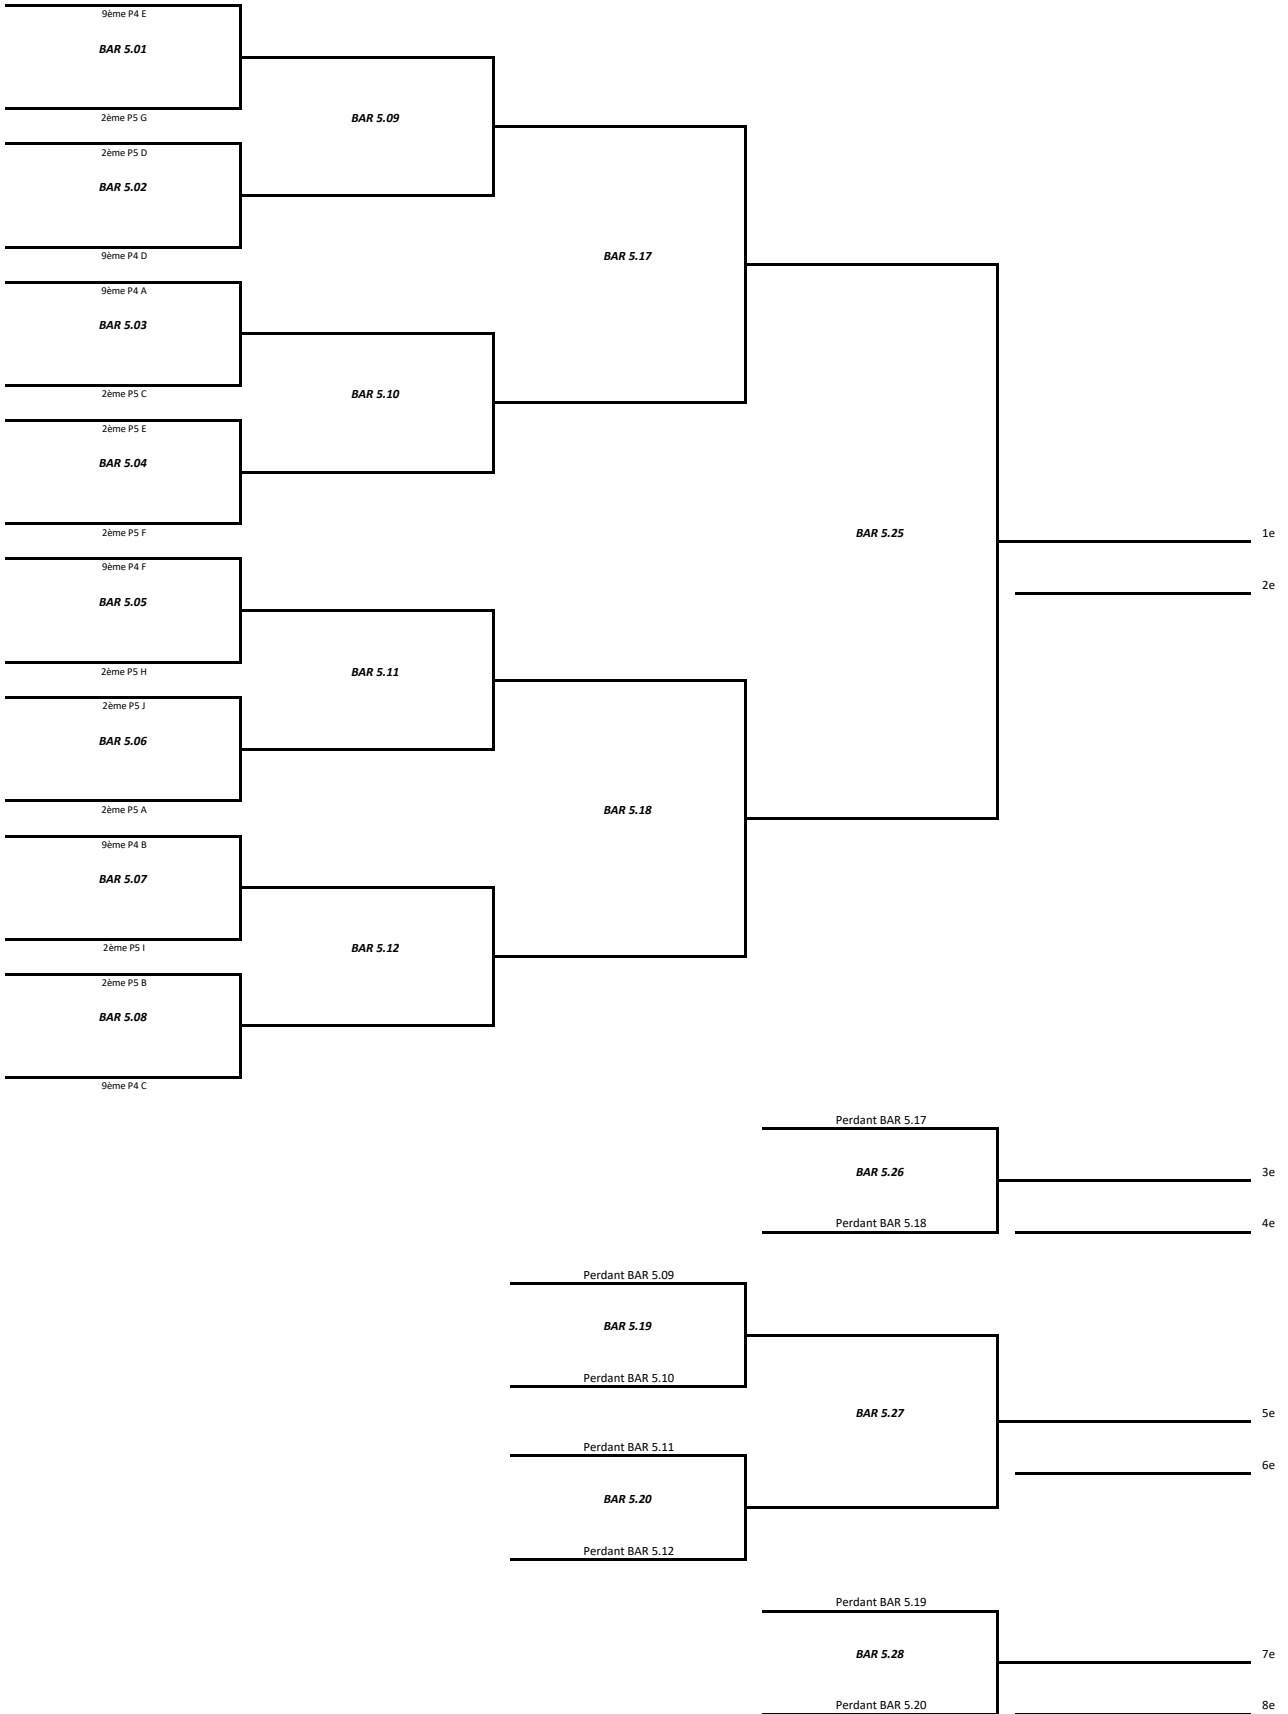 9ème P4 E
BAR 5.01
2ème P5 G
BAR 5.09
2ème P5 D
BAR 5.02
9ème P4 D
BAR 5.17
9ème P4 A
BAR 5.03
2ème P5 C
BAR 5.10
2ème P5 E
BAR 5.04
2ème P5 F
BAR 5.25
1e
9ème P4 F
2e
BAR 5.05
2ème P5 H
BAR 5.11
2ème P5 J
BAR 5.06
2ème P5 A
BAR 5.18
9ème P4 B
BAR 5.07
2ème P5 I
BAR 5.12
2ème P5 B
BAR 5.08
9ème P4 C
Perdant BAR 5.17
BAR 5.26
3e
Perdant BAR 5.18
4e
Perdant BAR 5.09
BAR 5.19
Perdant BAR 5.10
BAR 5.27
5e
Perdant BAR 5.11
6e
BAR 5.20
Perdant BAR 5.12
Perdant BAR 5.19
BAR 5.28
7e
Perdant BAR 5.20
8e